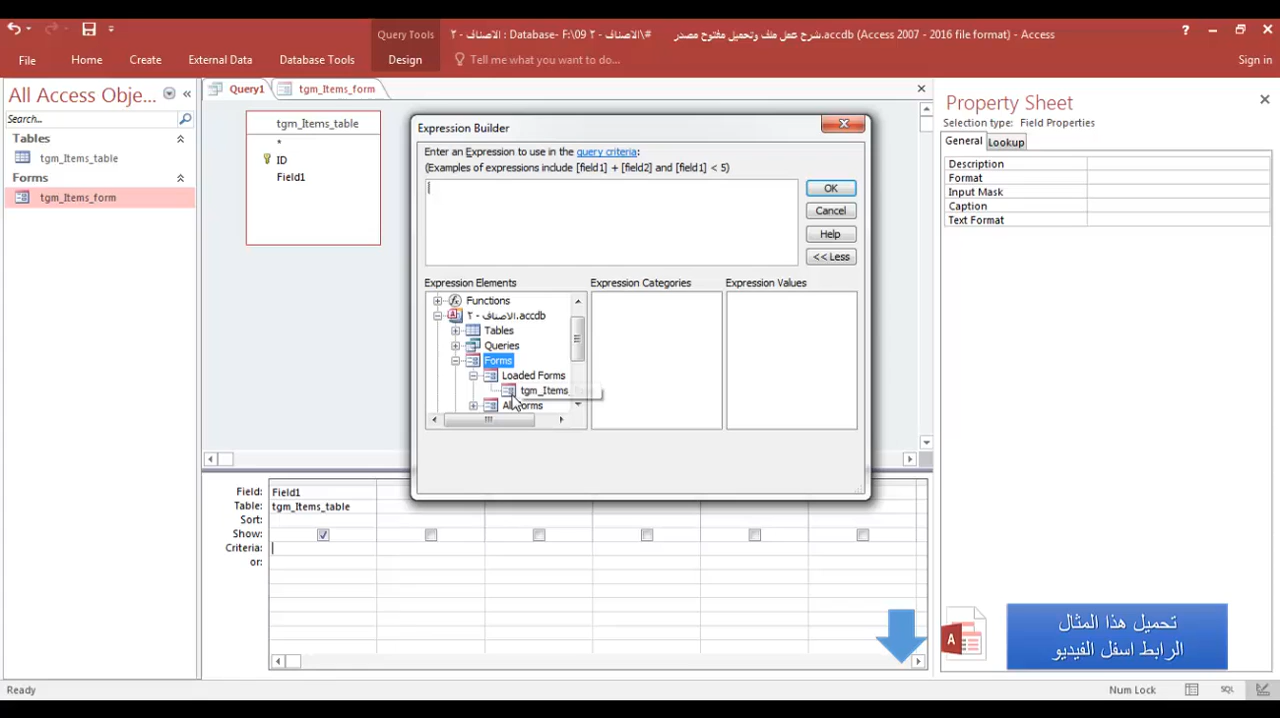 #\الاصناف - ٢ : Database- F:\09 شرح عمل ملف وتحميل مفتوح مصدر.accdb (Access 2007 - 2016 file format) - Access
Query Tools
?
File
Home
Create
External Data
Database Tools
Design
Tell me what you want to do...
Sign in
All Access Obje...
Search...
Tables
tgm_Items_table
Forms
tgm_Items_form
Query1
tgm_Items_form
tgm_Items_table
*
ID
Field1
Expression Builder
Enter an Expression to use in the query criteria:
(Examples of expressions include [field1] + [field2] and [field1] < 5)
OK
Cancel
Help
<< Less
Expression Elements
Expression Categories
Expression Values
Functions
الاصناف - ٢.accdb
Tables
Queries
Forms
Loaded Forms
tgm_Items
Property Sheet
Selection type: Field Properties
General
Lookup
Description
Format
Input Mask
Caption
Text Format
Field: Field1
Table: tgm_Items_table
Sort:
Show:
Criteria:
or:
تحميل هذا المثال
الرابط اسفل الفيديو
Ready
Num Lock
SQL